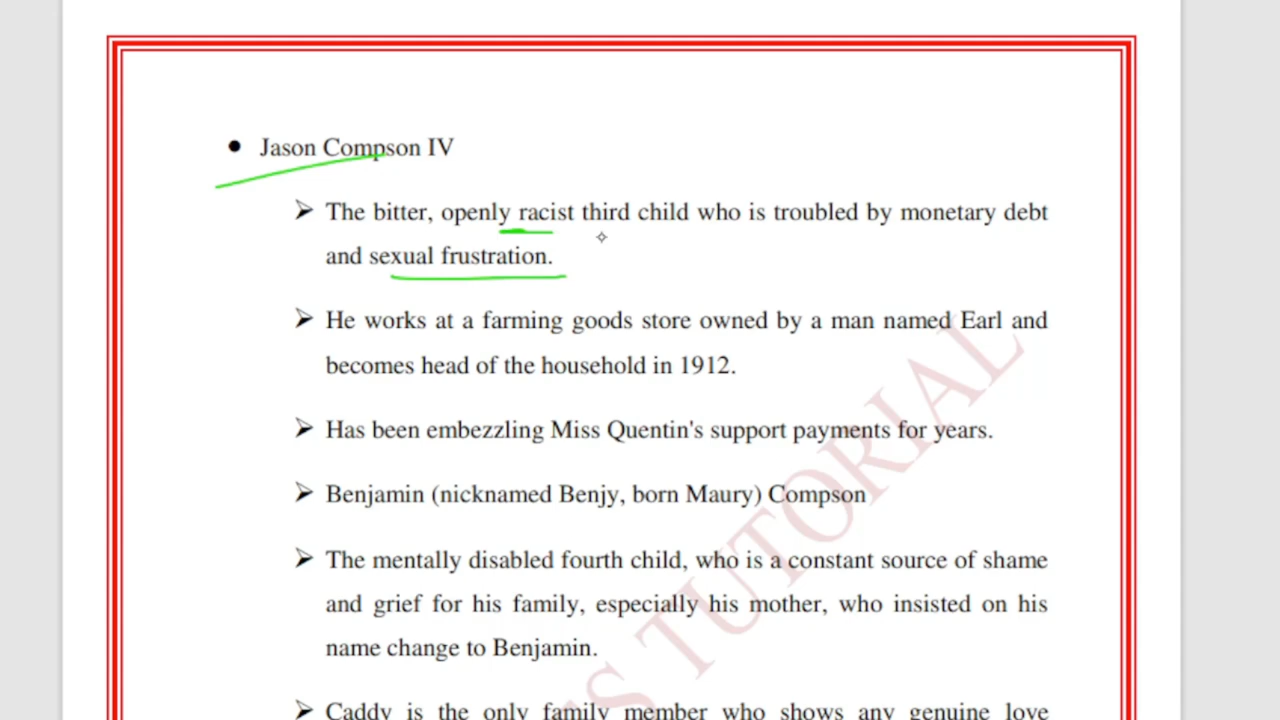 ● Jason Compson IV
➢ The bitter, openly racist third child who is troubled by monetary debt
and sexual frustration.
➢ He works at a farming goods store owned by a man named Earl and
becomes head of the household in 1912.
➢ Has been embezzling Miss Quentin's support payments for years.
➢ Benjamin (nicknamed Benjy, born Maury) Compson
➢ The mentally disabled fourth child, who is a constant source of shame
and grief for his family, especially his mother, who insisted on his
name change to Benjamin.
➢ Caddy is the only family member who shows any genuine love
S TUTORIAL